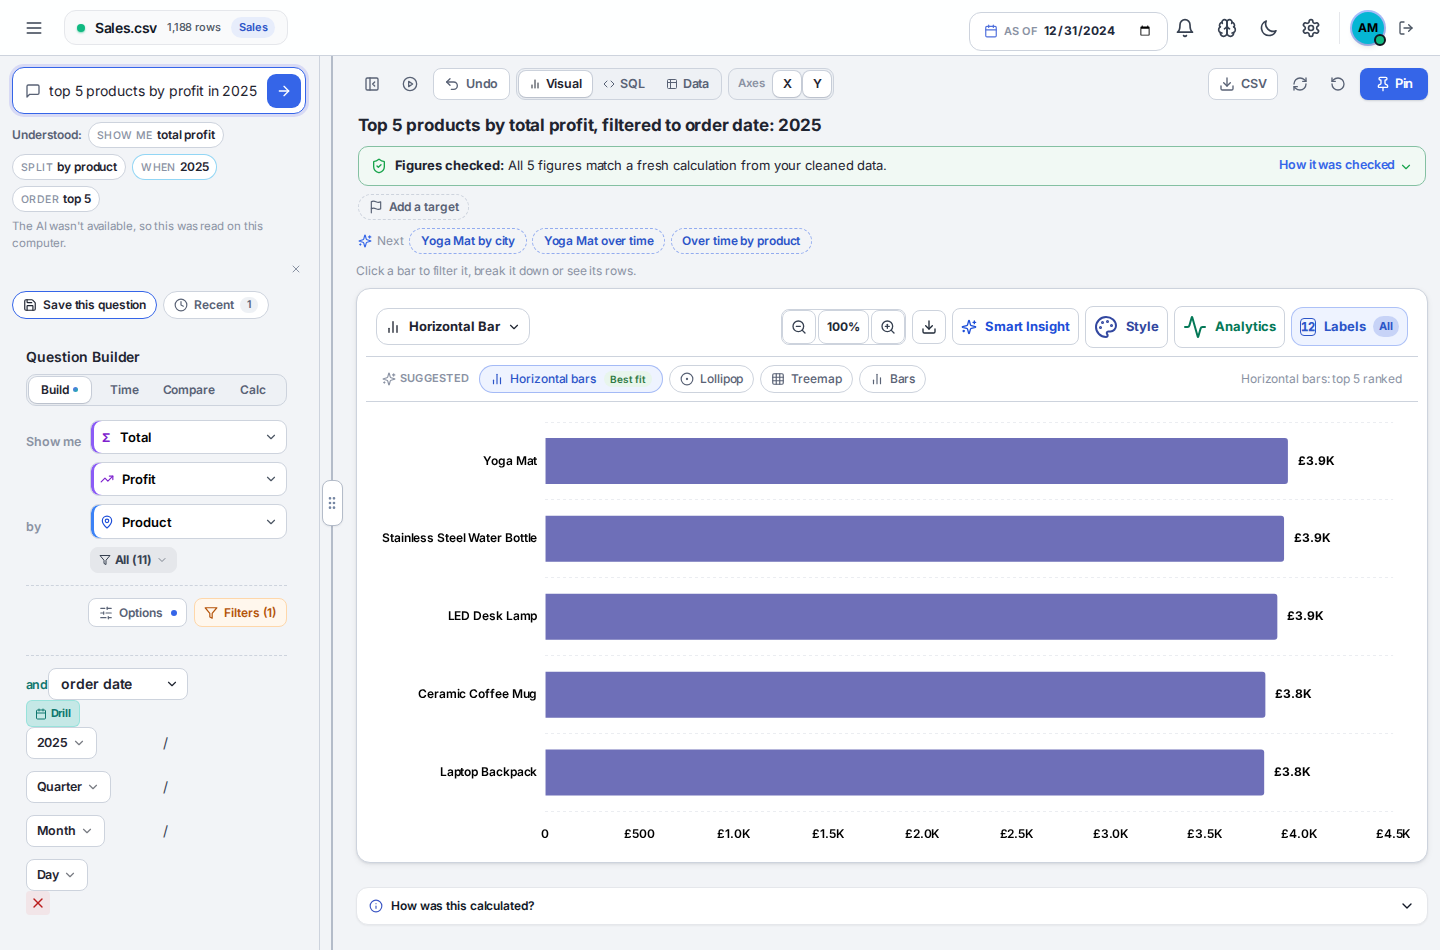 Sales.csv 1,188 rows Sales
AS OF 12/31/2024
AM
top 5 products by profit in 2025
Understood: SHOW ME total profit
SPLIT by product WHEN 2025
ORDER top 5
The AI wasn't available, so this was read on this
computer.
Save this question Recent 1
Question Builder
Build Time Compare Calc
Show me Σ Total
Profit
by Product
All (11)
Options Filters (1)
and order date
Drill
2025 /
Quarter /
Month /
Day
Undo Visual SQL Data Axes X Y CSV Pin
Top 5 products by total profit, filtered to order date: 2025
Figures checked: All 5 figures match a fresh calculation from your cleaned data. How it was checked
Add a target
Next Yoga Mat by city Yoga Mat over time Over time by product
Click a bar to filter it, break it down or see its rows.
Horizontal Bar 100% Smart Insight Style Analytics 12 Labels All
SUGGESTED Horizontal bars Best fit Lollipop Treemap Bars Horizontal bars: top 5 ranked
Yoga Mat £3.9K
Stainless Steel Water Bottle £3.9K
LED Desk Lamp £3.9K
Ceramic Coffee Mug £3.8K
Laptop Backpack £3.8K
0 £500 £1.0K £1.5K £2.0K £2.5K £3.0K £3.5K £4.0K £4.5K
How was this calculated?